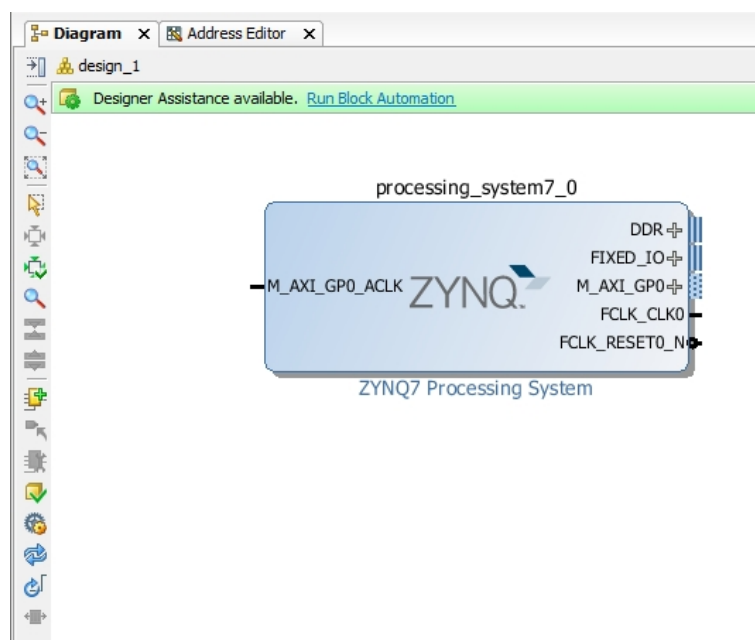 Diagram X Address Editor X
design_1
Designer Assistance available. Run Block Automation
processing_system7_0
DDR
FIXED_IO
M_AXI_GP0_ACLK ZYNQ. M_AXI_GP0
FCLK_CLK0
FCLK_RESET0_N
ZYNQ7 Processing System